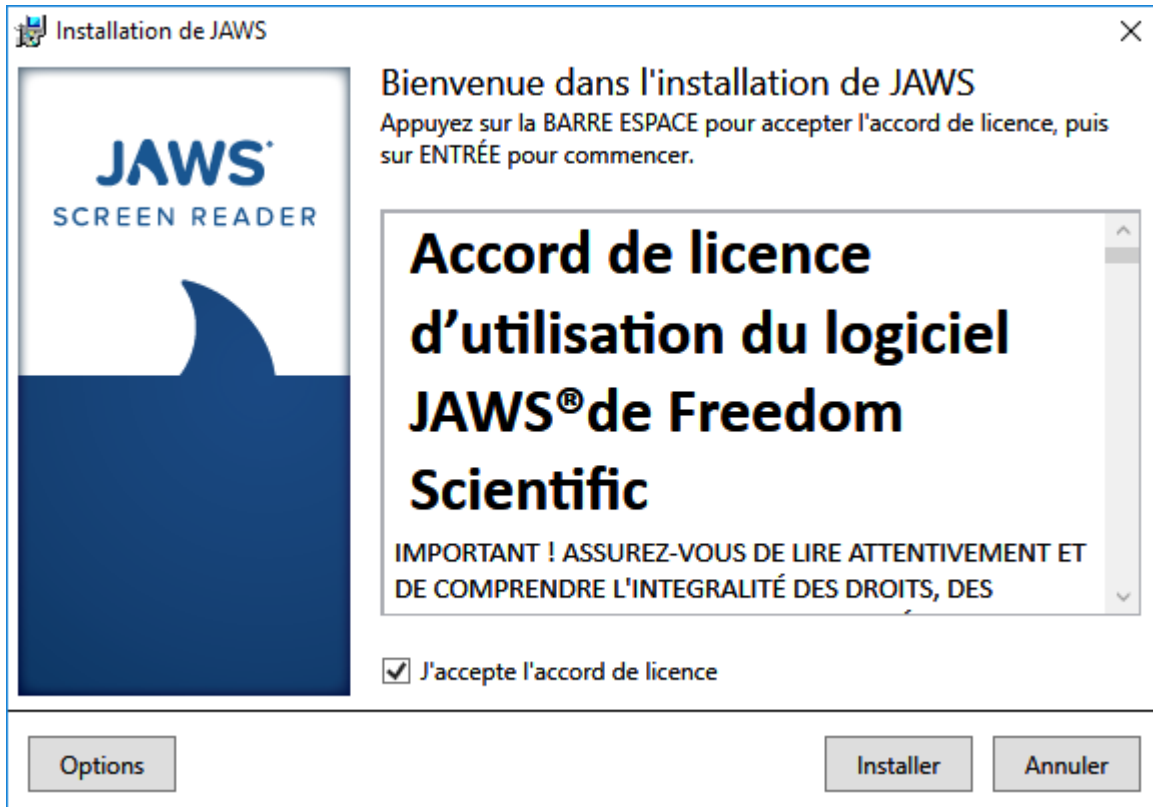 Installation de JAWS
JAWS
SCREEN READER
Bienvenue dans l'installation de JAWS
Appuyez sur la BARRE ESPACE pour accepter l'accord de licence, puis
sur ENTRÉE pour commencer.
Accord de licence
d’utilisation du logiciel
JAWS®de Freedom
Scientific
IMPORTANT ! ASSUREZ-VOUS DE LIRE ATTENTIVEMENT ET
DE COMPRENDRE L'INTEGRALITÉ DES DROITS, DES
J'accepte l'accord de licence
Options
Installer
Annuler